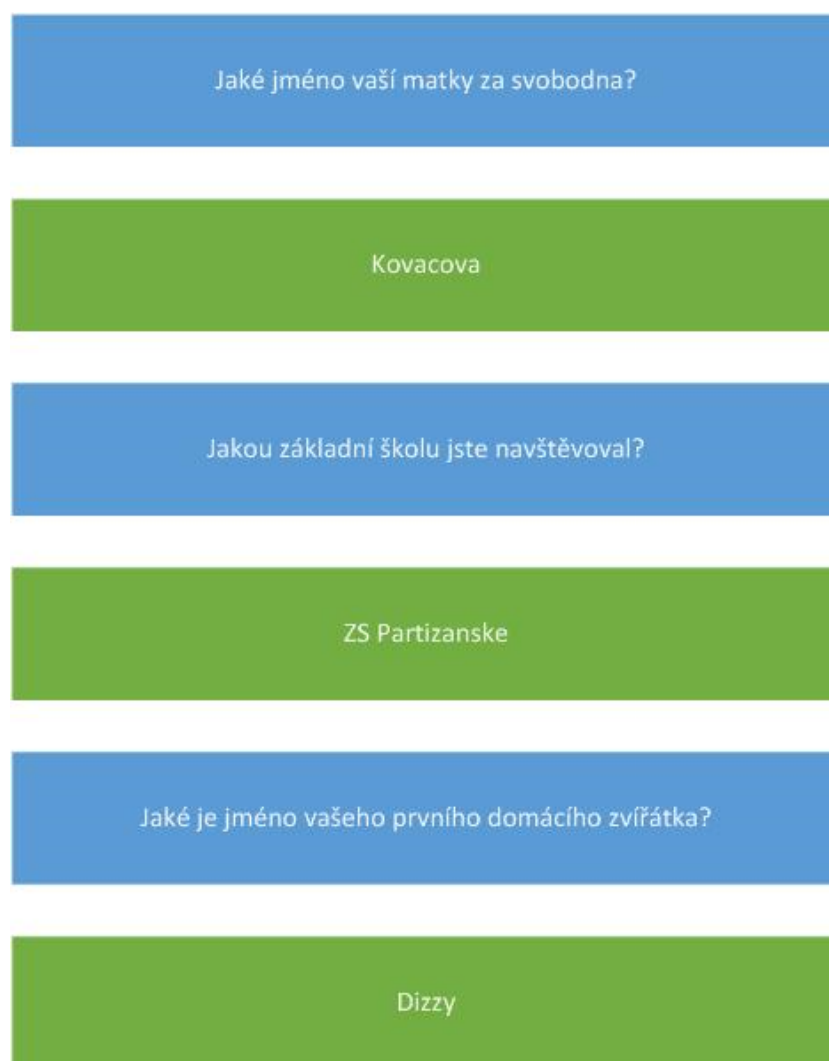 Jaké jméno vaší matky za svobodna?
Kovacova
Jakou základní školu jste navštěvoval?
ZS Partizanske
Jaké je jméno vašeho prvního domácího zvířátka?
Dizzy